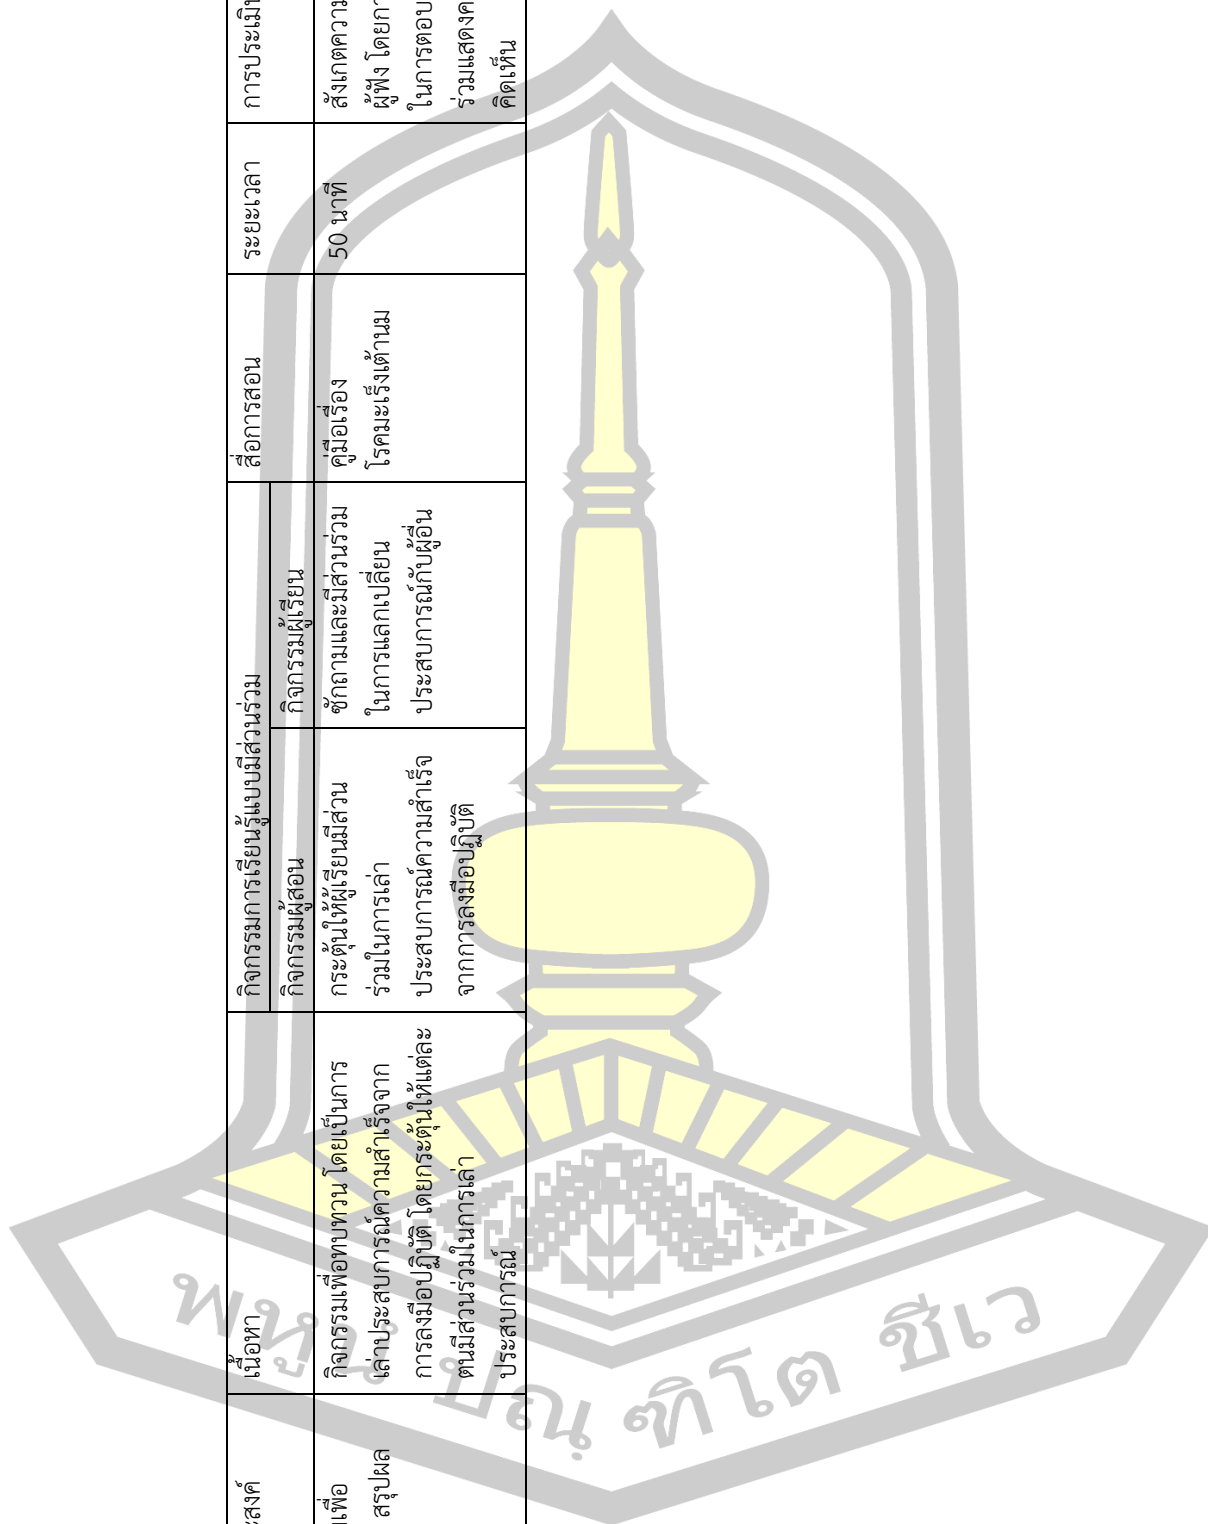 ะสงค์
เนื้อหา
กิจกรรมการเรียนรู้แบบมีส่วนร่วม
กิจกรรมผู้สอน
กิจกรรมผู้เรียน
สื่อการสอน
ระยะเวลา
การประเมิ
เพื่อ
สรุปผล
กิจกรรมเพื่อทบทวน โดยเป็นการ
เล่าประสบการณ์ความสำเร็จจาก
การลงมือปฏิบัติ โดยกระตุ้นให้แต่ละ
ตนมีส่วนร่วมในการเล่า
ประสบการณ์
กระตุ้นให้ผู้เรียนมีส่วน
ร่วมในการเล่า
ประสบการณ์ความสำเร็จ
จากการลงมือปฏิบัติ
ซักถามและมีส่วนร่วม
ในการแลกเปลี่ยน
ประสบการณ์กับผู้อื่น
คู่มือเรื่อง
โรคมะเร็งเต้านม
50 นาที
สังเกตความ
ผู้ฟัง โดยกา
ในการตอบ
ร่วมแสดงค
คิดเห็น
พหูนํ ปณฺฑิโต ชีเว